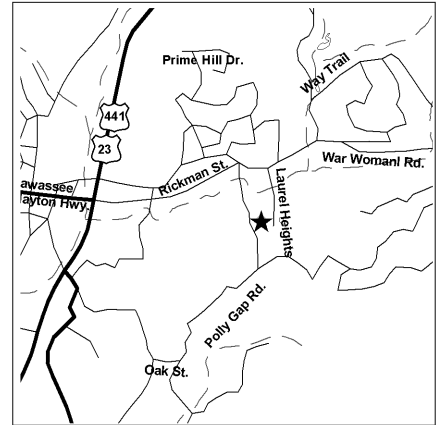 Prime Hill Dr.
Way Trail
441
23
War Womanl Rd.
Rickman St.
Laurel Heights
awassee
ayton Hwy.
Polly Gap Rd.
Oak St.